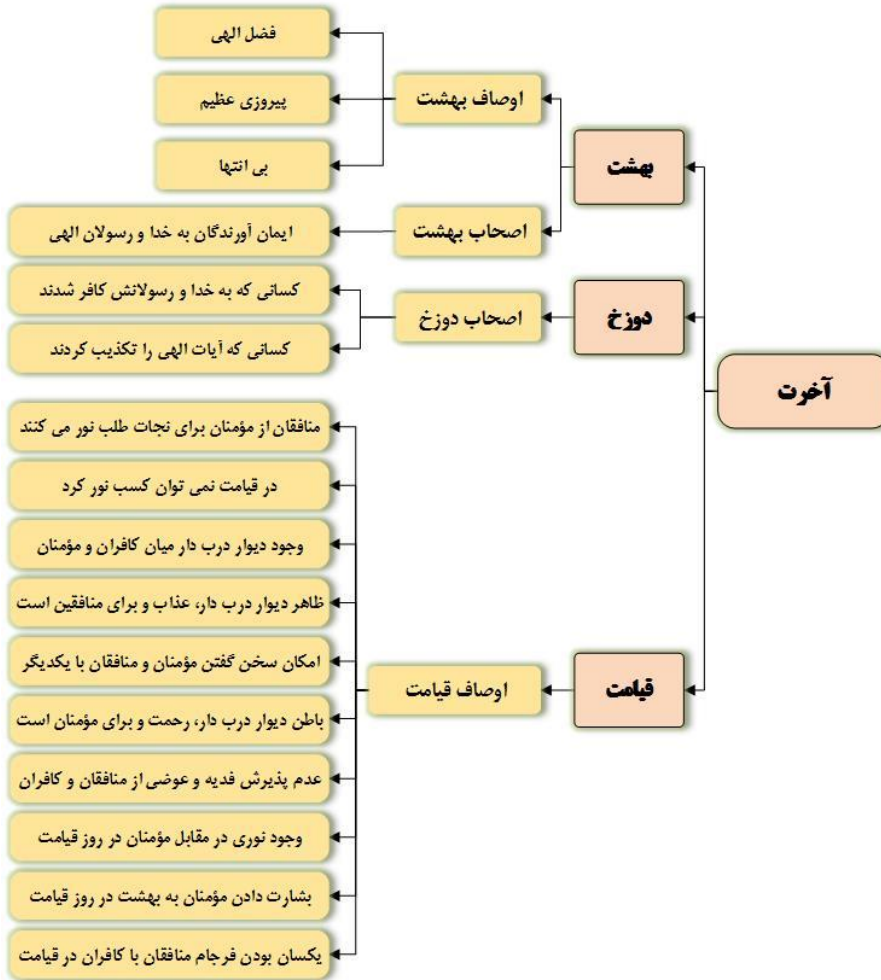 آخرت
بهشت
اوصاف بهشت
فضل الهی
پیروزی عظیم
بی انتها
اصحاب بهشت
ایمان آورندگان به خدا و رسولان الهی
دوزخ
اصحاب دوزخ
کسانی که به خدا و رسولانش کافر شدند
کسانی که آیات الهی را تکذیب کردند
قیامت
اوصاف قیامت
منافقان از مؤمنان برای نجات طلب نور می کنند
در قیامت نمی توان کسب نور کرد
وجود دیوار درب دار میان کافران و مؤمنان
ظاهر دیوار درب دار، عذاب و برای منافقین است
امکان سخن گفتن مؤمنان و منافقان با یکدیگر
باطن دیوار درب دار، رحمت و برای مؤمنان است
عدم پذیرش فدیه و عوضی از منافقان و کافران
وجود نوری در مقابل مؤمنان در روز قیامت
بشارت دادن مؤمنان به بهشت در روز قیامت
یکسان بودن فرجام منافقان با کافران در قیامت